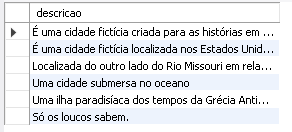 descricao
É uma cidade fictícia criada para as histórias em ...
É uma cidade fictícia localizada nos Estados Unid...
Localizada do outro lado do Rio Missouri em rela...
Uma cidade submersa no oceano
Uma ilha paradisíaca dos tempos da Grécia Anti...
Só os loucos sabem.